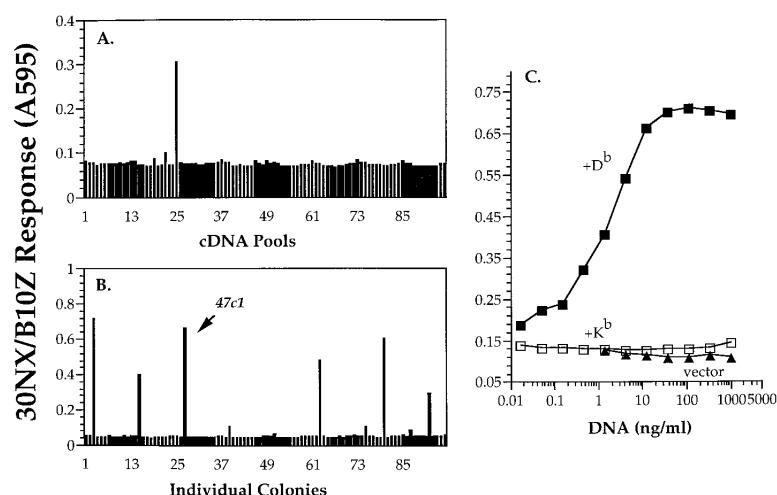 30NX/B10Z Response (A595)
A.
0.4
0.3
0.2
0.1
0
1 13 25 37 49 61 73 85
cDNA Pools
B.
47c1
1
0.8
0.6
0.4
0.2
0
1 13 25 37 49 61 73 85
Individual Colonies
C.
0.75
0.65
0.55
0.45
0.35
0.25
0.15
0.05
+Db
+Kb
vector
0.01 0.1 1 10 100 1000 5000
DNA (ng/ml)